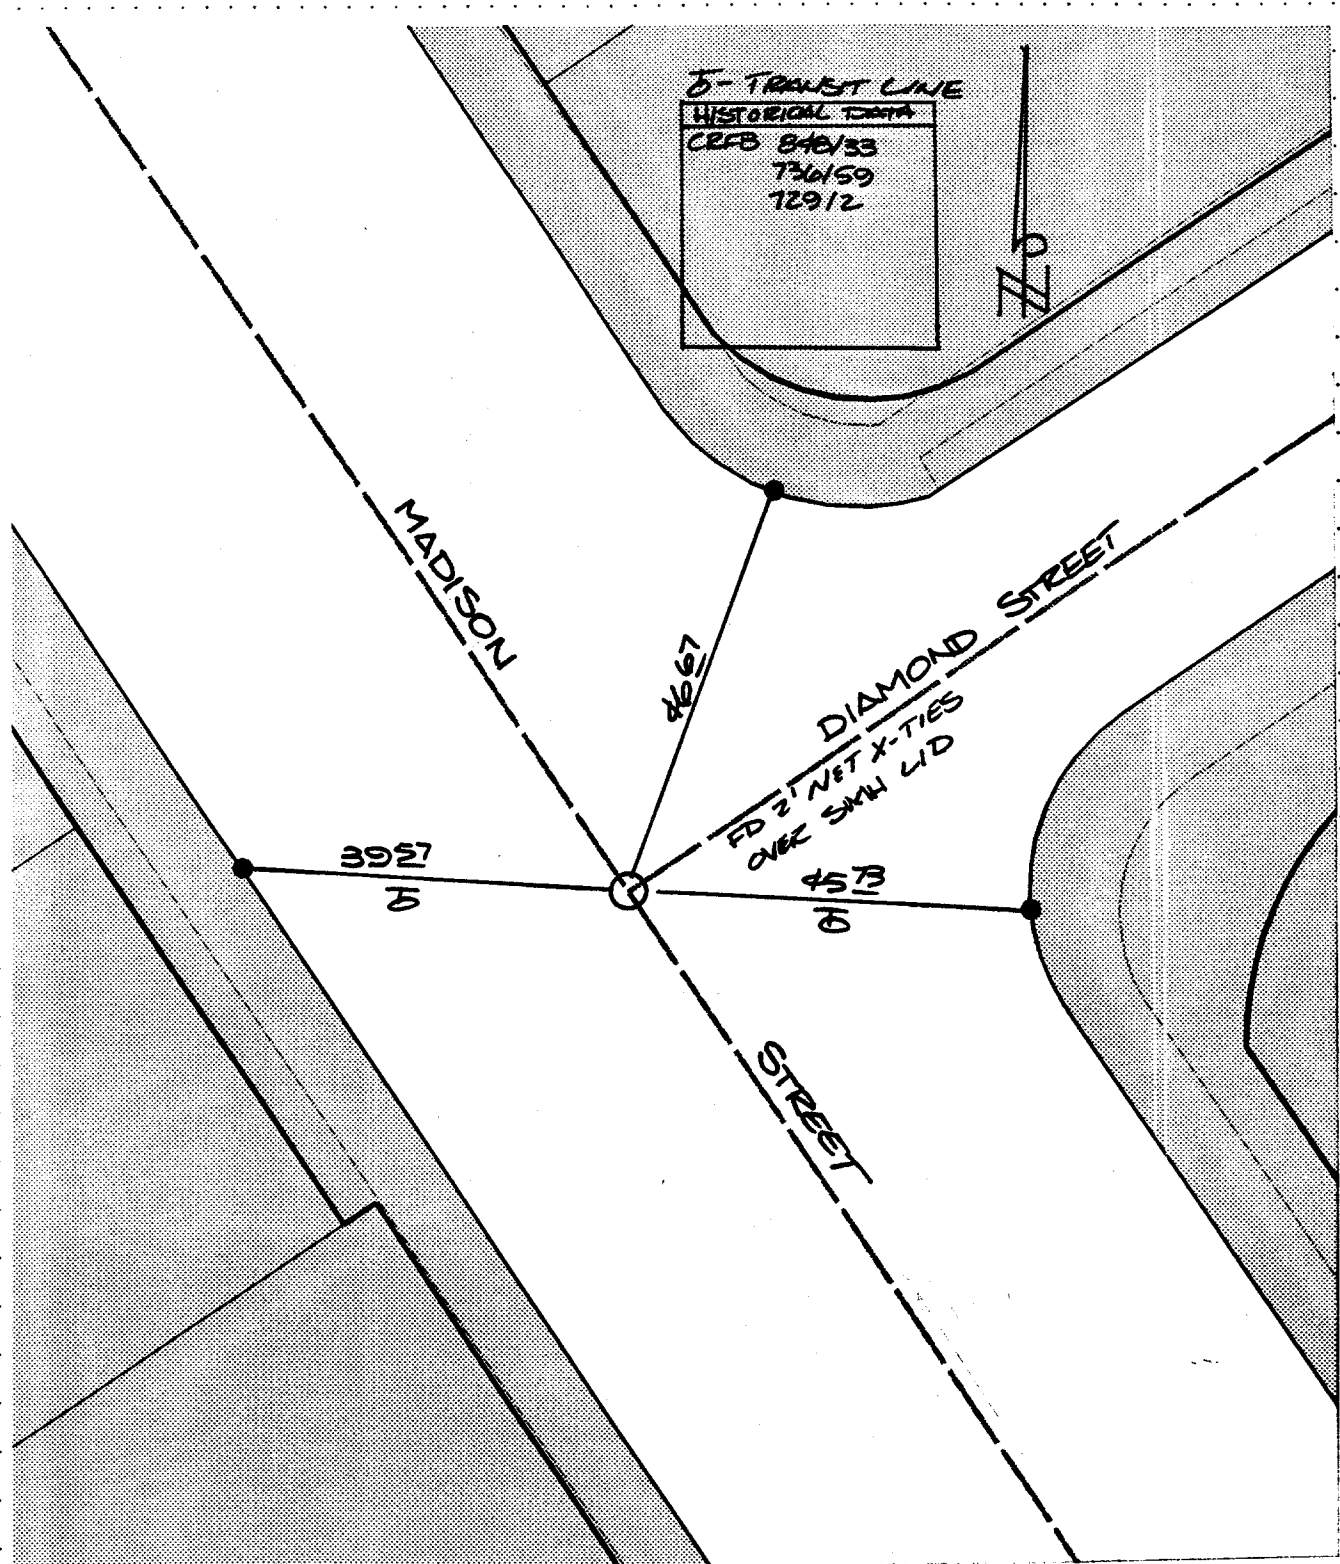 - TRANSIT LINE
HISTORICAL DATA
CRFB 848/33
736/59
729/2
N
MADISON
STREET
DIAMOND STREET
FD 2' NET X-TIES
OVER SMH LID
46 67
39 57
45 73